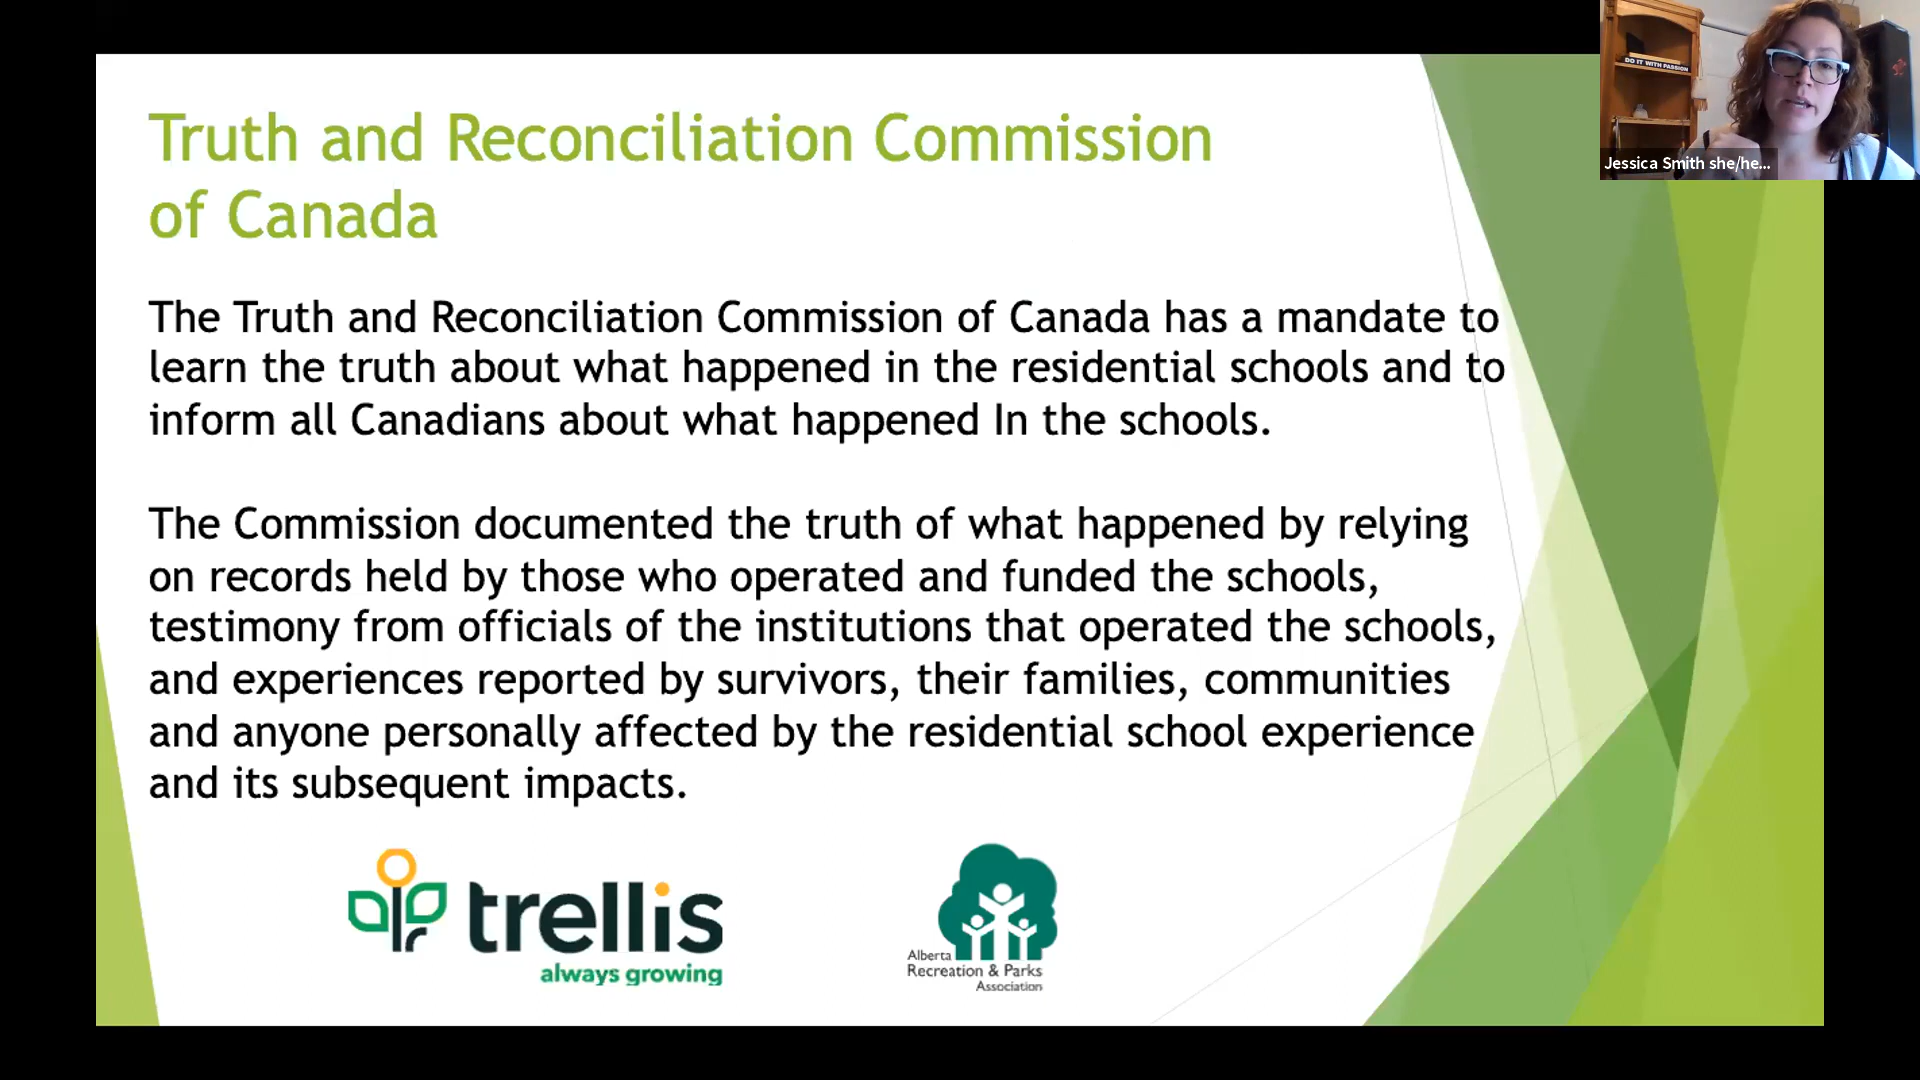 Truth and Reconciliation Commission
of Canada
The Truth and Reconciliation Commission of Canada has a mandate to
learn the truth about what happened in the residential schools and to
inform all Canadians about what happened In the schools.
The Commission documented the truth of what happened by relying
on records held by those who operated and funded the schools,
testimony from officials of the institutions that operated the schools,
and experiences reported by survivors, their families, communities
and anyone personally affected by the residential school experience
and its subsequent impacts.
trellis
always growing
Alberta
Recreation & Parks
Association
DO IT WITH PASSION
Jessica Smith she/he...